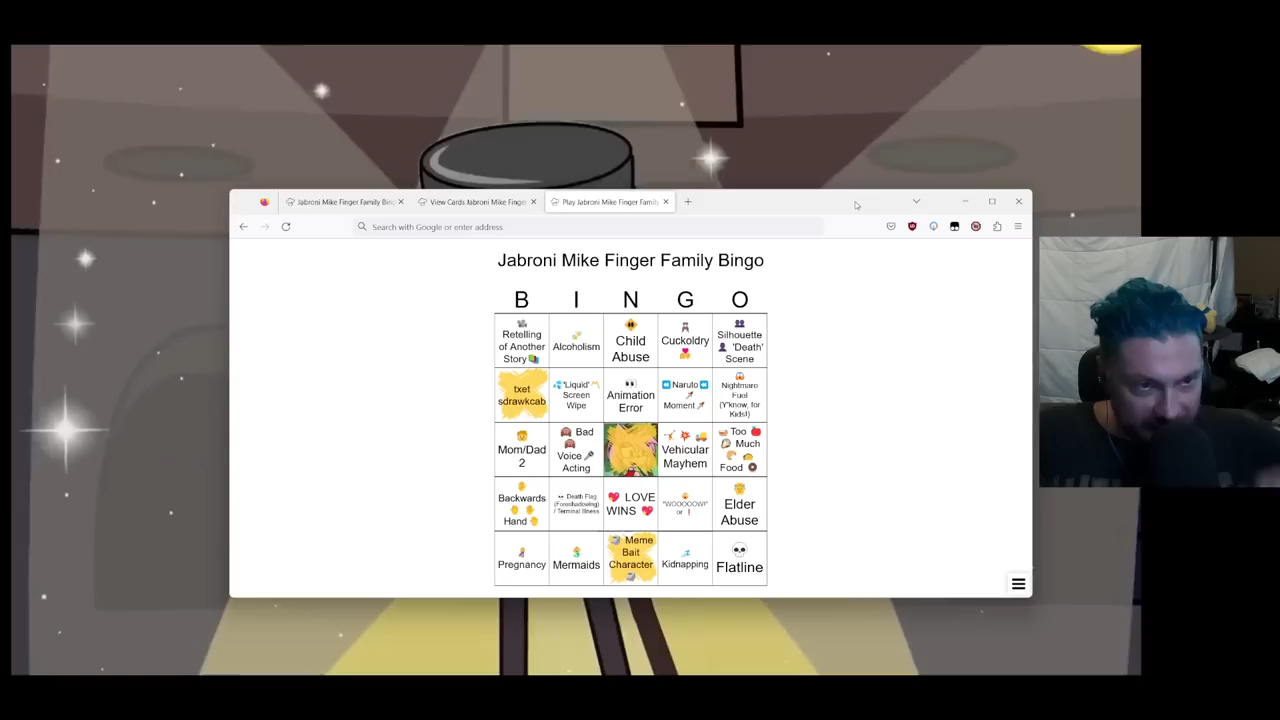 Jabroni Mike Finger Family Bing
View Cards Jabroni Mike Finge
Play Jabroni Mike Finger Family
Search with Google or enter address
Jabroni Mike Finger Family Bingo
B I N G O
Retelling
of Another
Story
Alcoholism
Child
Abuse
Cuckoldry
Silhouette
'Death'
Scene
txet
sdrawkcab
'Liquid'
Screen
Wipe
Animation
Error
Naruto
Moment
Nightmare
Fuel
(Y'know, for
Kids!)
Mom/Dad
2
Bad
Voice
Acting
Vehicular
Mayhem
Too
Much
Food
Backwards
Hand
Death Flag
(Foreshadowing)
/ Terminal Illness
LOVE
WINS
"WOOOOOW!"
or
Elder
Abuse
Pregnancy
Mermaids
Meme
Bait
Character
Kidnapping
Flatline